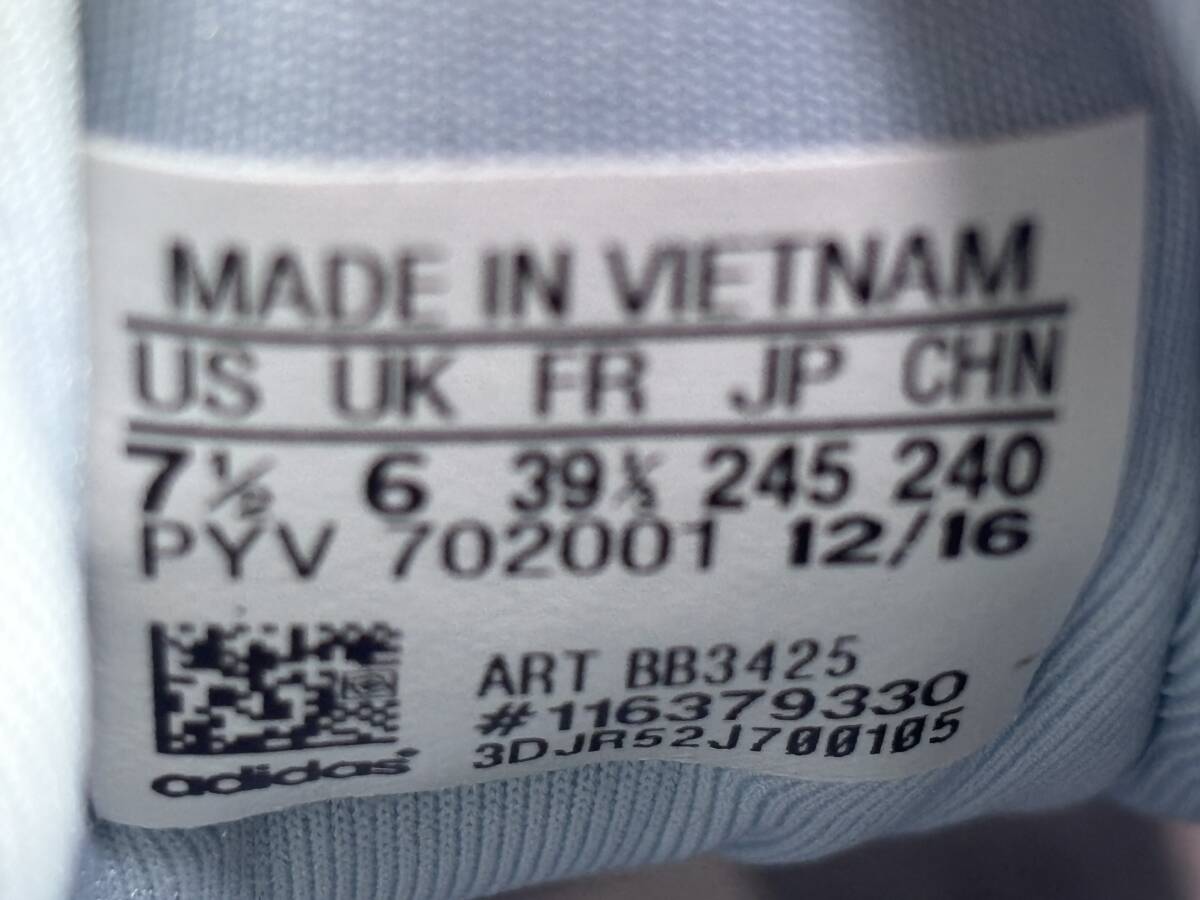 MADE IN VIETNAM
US UK FR JP CHN
7½ 6 39⅓ 245 240
PYV 702001 12/16
ART BB3425
#116379330
3DJR52J700105
adidas